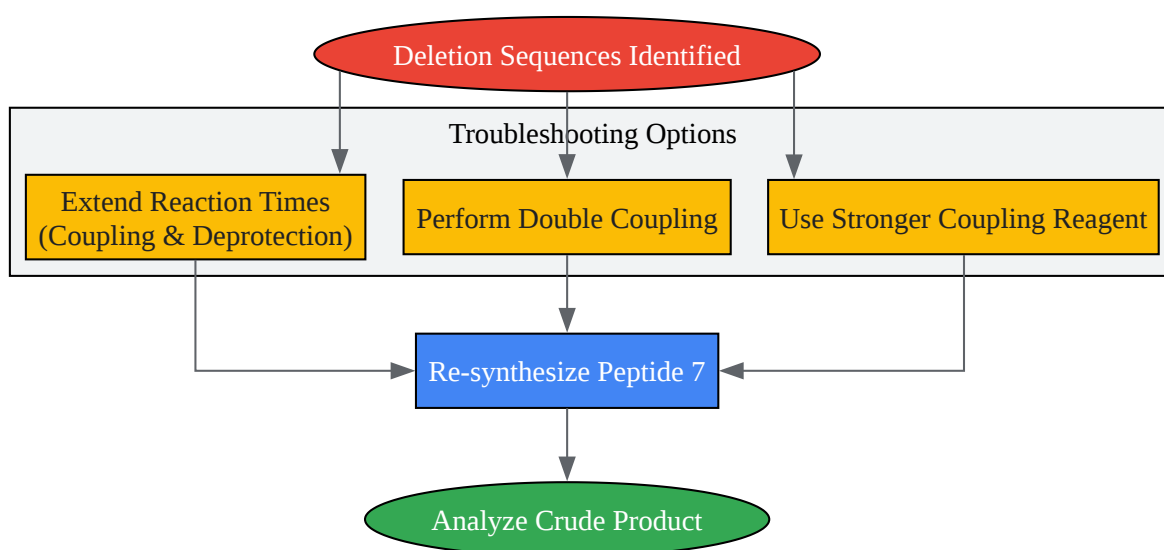 Deletion Sequences Identified
Troubleshooting Options
Extend Reaction Times
(Coupling & Deprotection)
Perform Double Coupling
Use Stronger Coupling Reagent
Re-synthesize Peptide 7
Analyze Crude Product